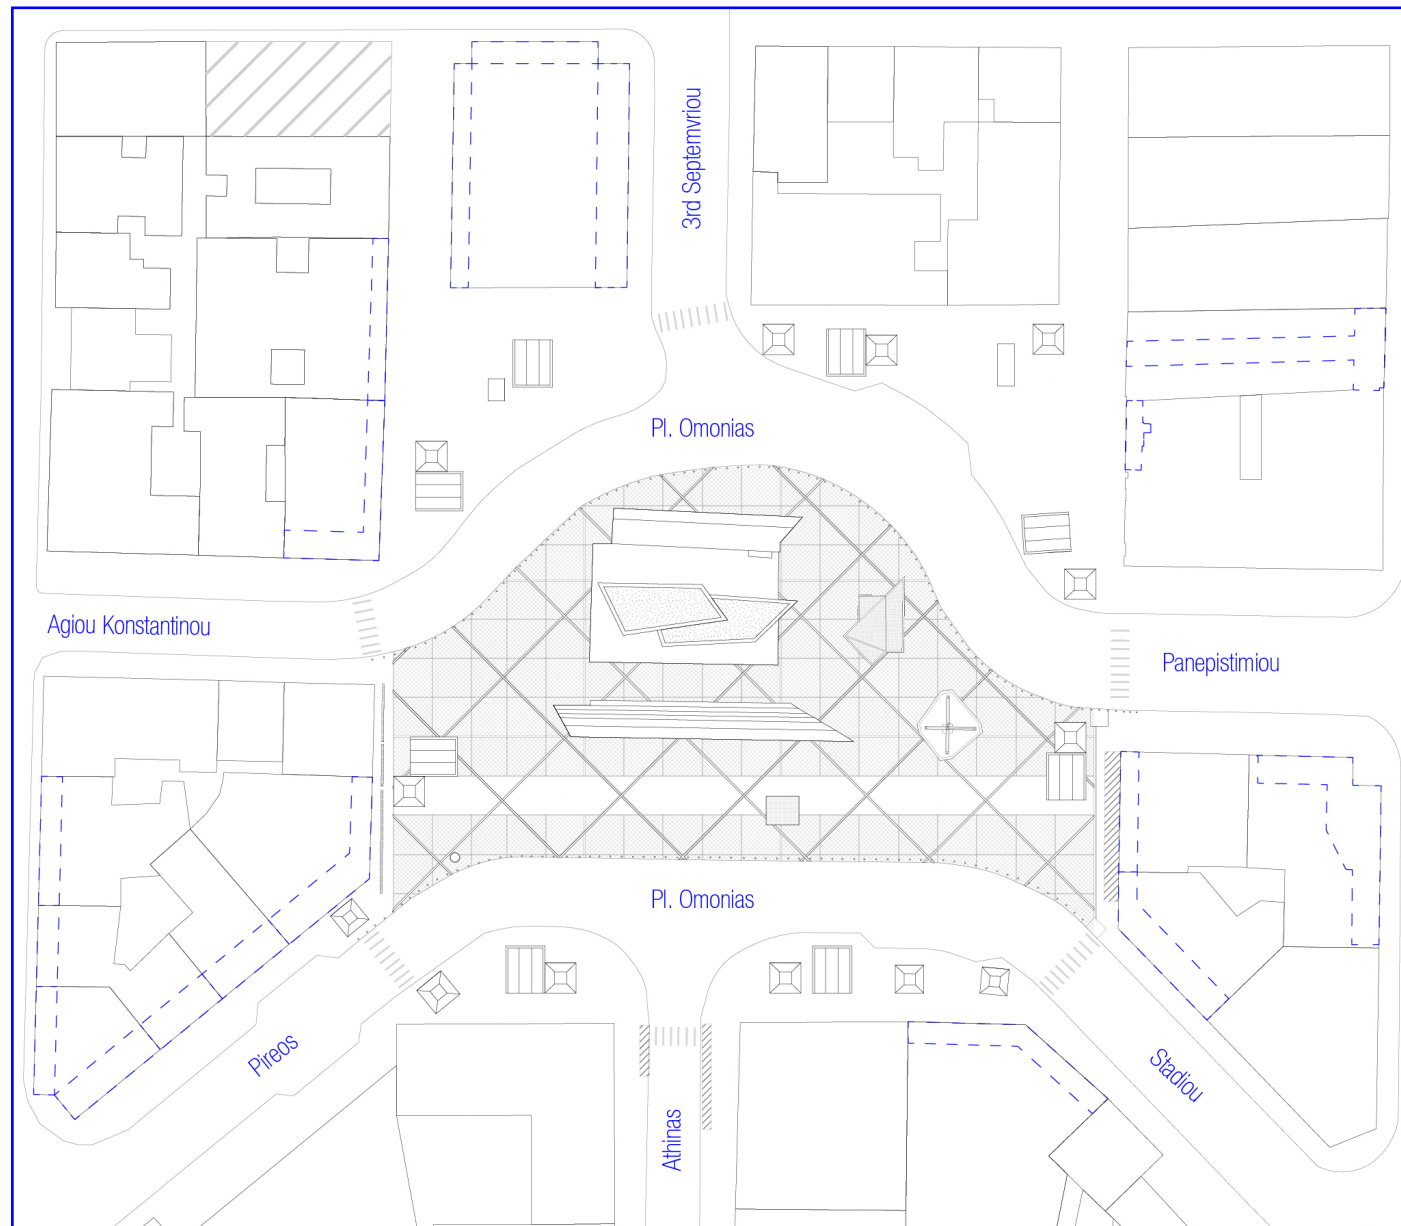 3rd Septemvriou
Pl. Omonias
Agiou Konstantinou
Panepistimiou
Pl. Omonias
Pireos
Athinas
Stadiou